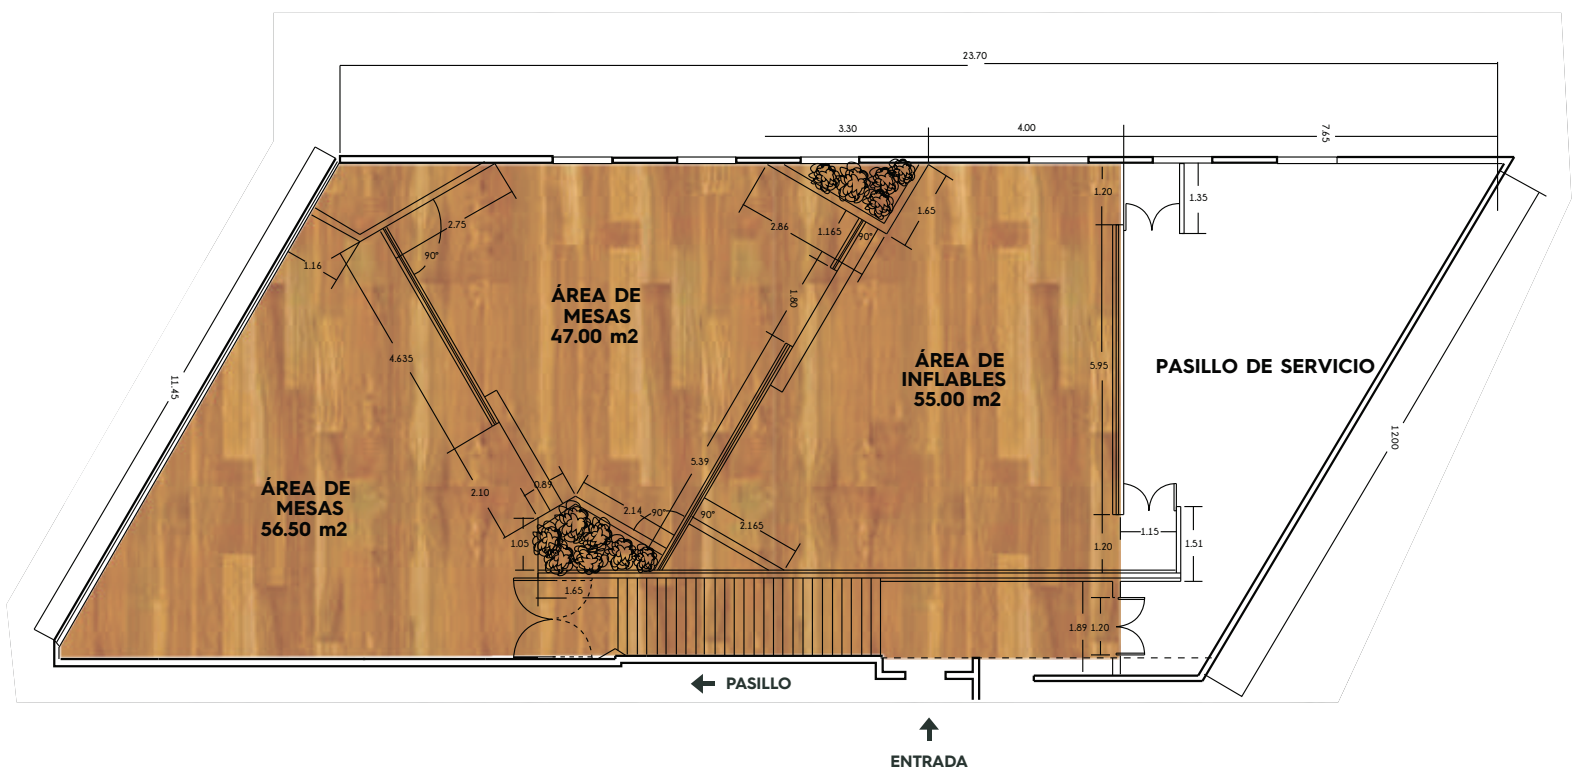 23.70
3.30
4.00
7.65
1.20
1.35
1.65
2.86
1.165
90°
2.75
90°
1.16
1.80
ÁREA DE
MESAS
47.00 m2
4.635
11.45
ÁREA DE
INFLABLES
55.00 m2
5.95
PASILLO DE SERVICIO
12.00
5.39
ÁREA DE
MESAS
56.50 m2
2.10
0.89
2.14
90°
90°
2.165
1.05
1.20
1.15
1.51
1.65
1.89
1.20
PASILLO
ENTRADA